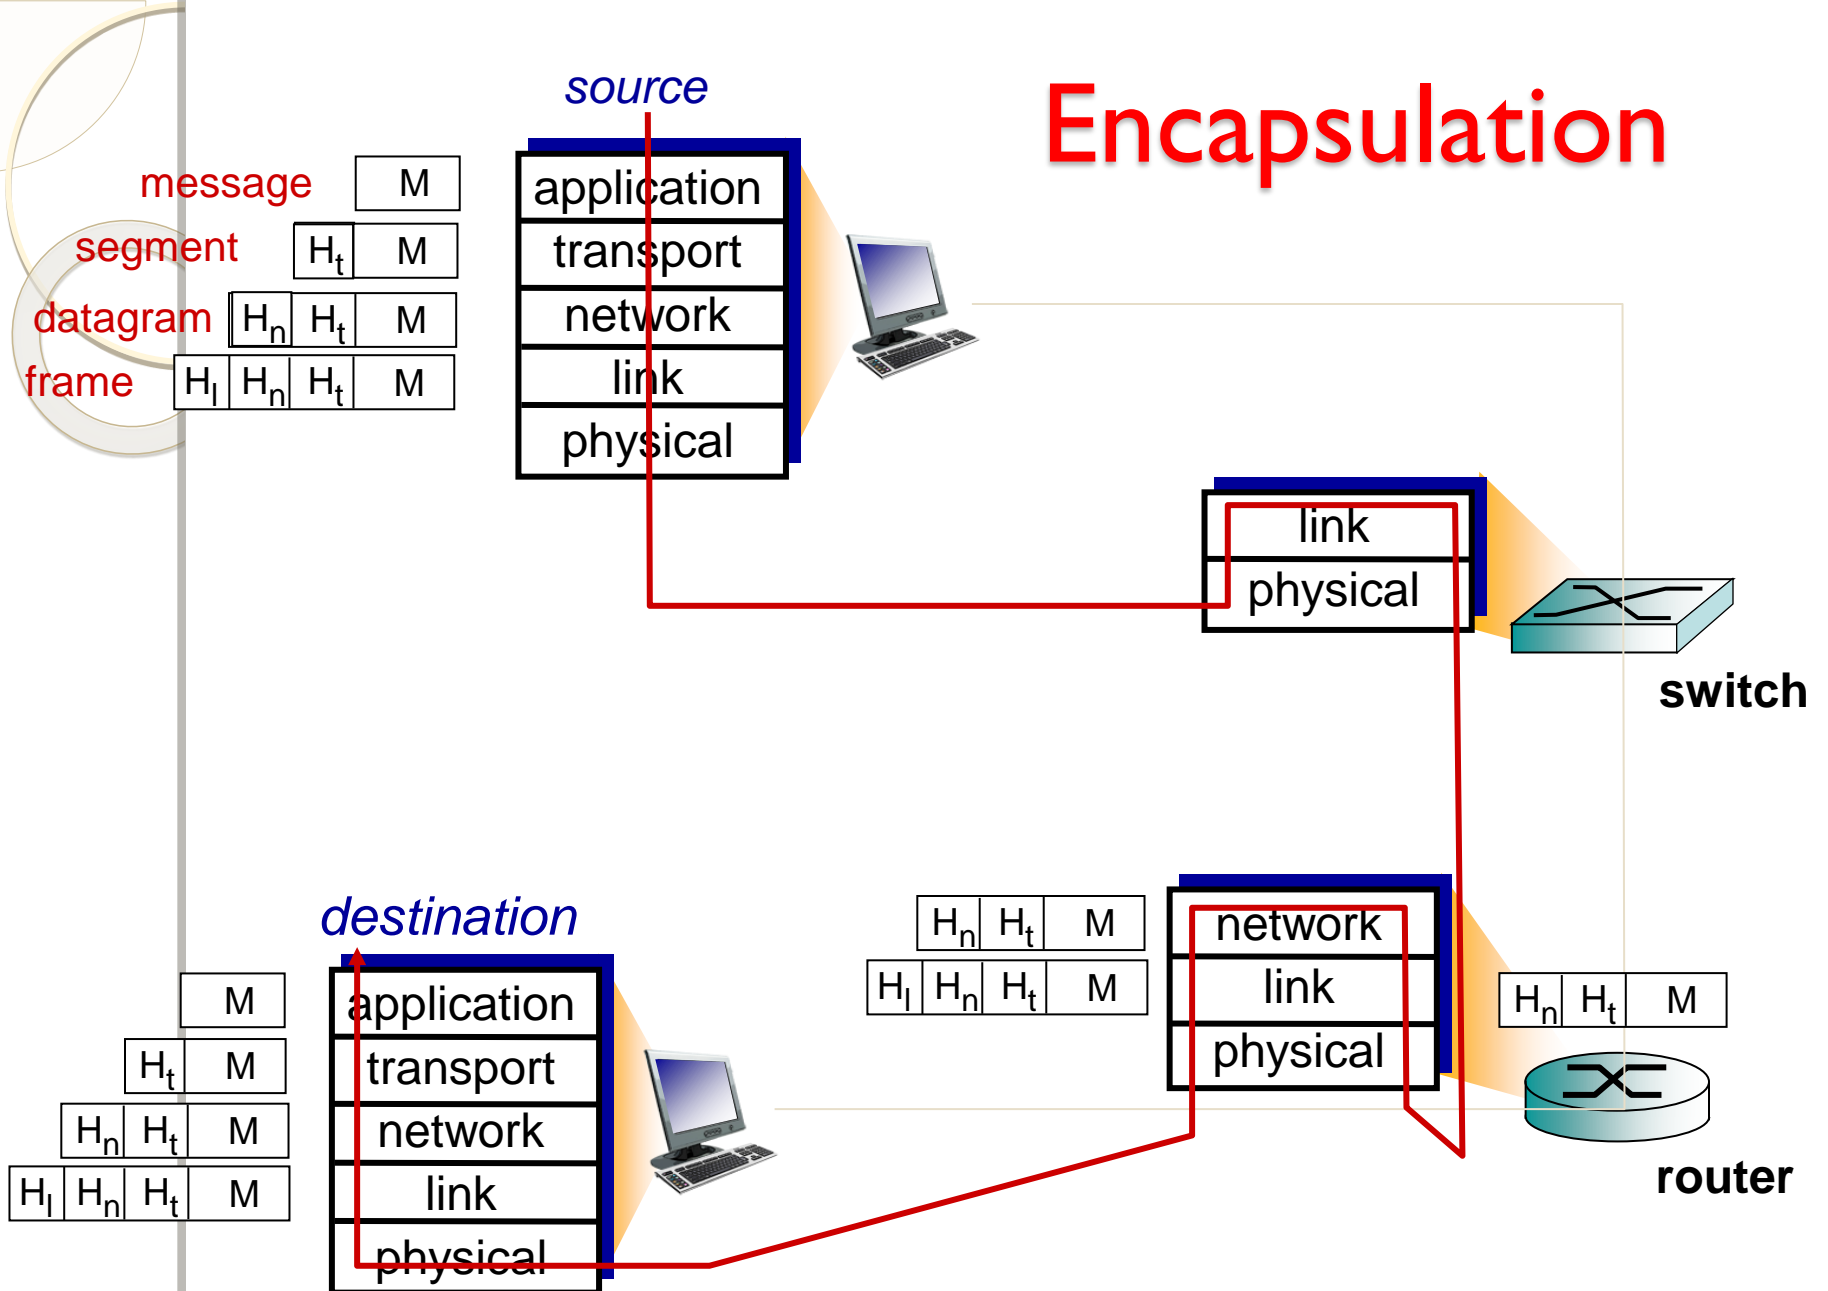 Encapsulation
source
message M
segment Ht M
datagram Hn Ht M
frame Hl Hn Ht M
application
transport
network
link
physical
link
physical
switch
destination
M
Ht M
Hn Ht M
Hl Hn Ht M
application
transport
network
link
physical
Hn Ht M
Hl Hn Ht M
network
link
physical
Hn Ht M
router